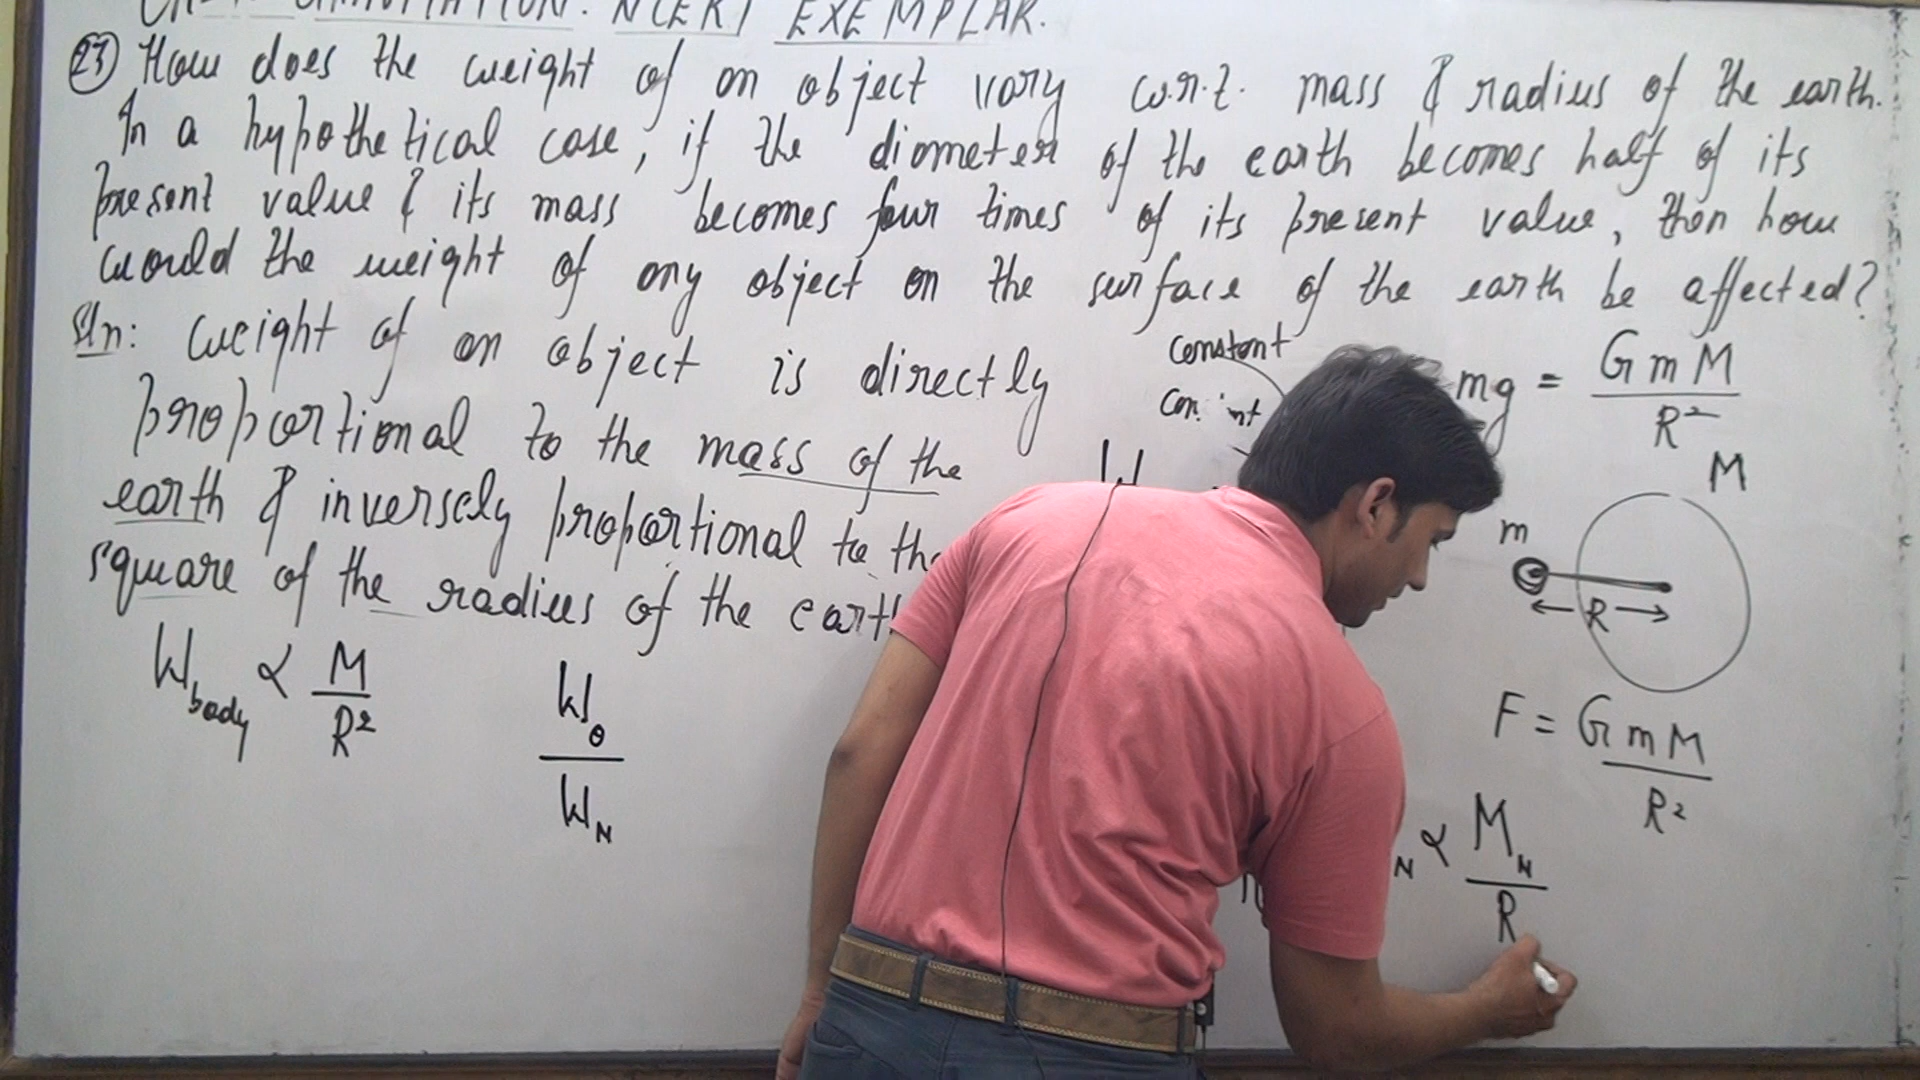 GRAVITATION. NCERT EXEMPLAR.
23 How does the weight of an object vary w.r.t. mass & radius of the earth.
In a hypothetical case, if the diameter of the earth becomes half of its
present value & its mass becomes four times of its present value, then how
would the weight of any object on the surface of the earth be affected?
Sln: weight of an object is directly
proportional to the mass of the
earth & inversely proportional to the
square of the radius of the earth
W body ∝ M / R²
W₀ / W_N
constant
W
mg = GmM / R²
M
m
R
F = GmM / R²
N ∝ M_N / R